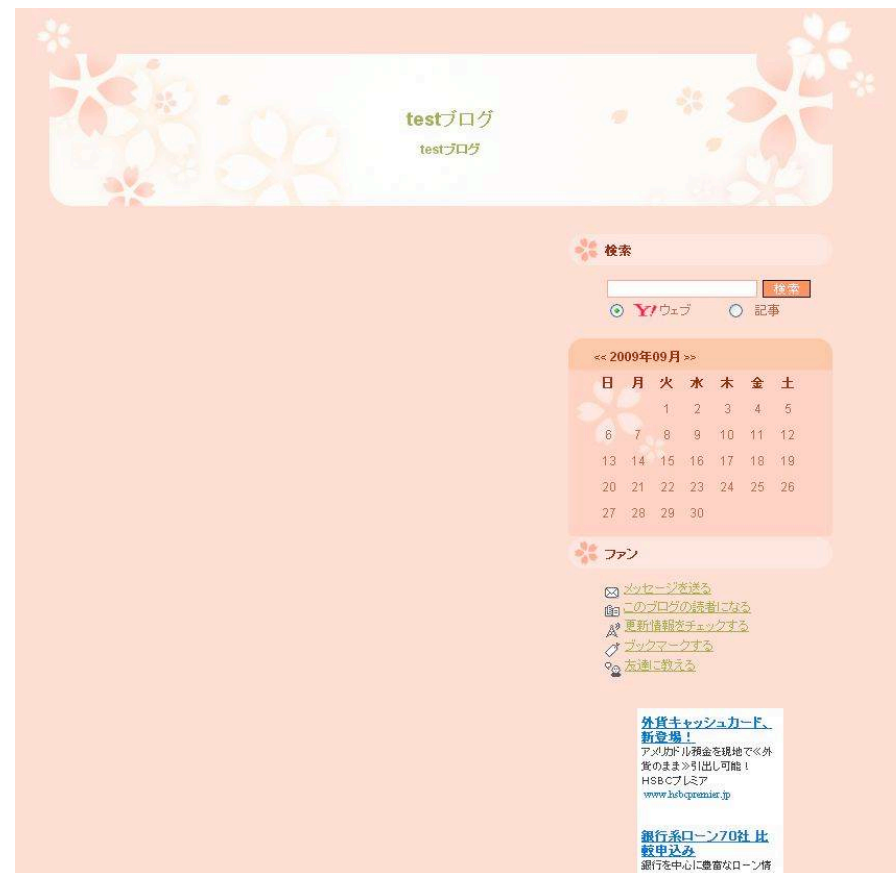 testブログ
testブログ
検索
検索
Y!ウェブ 記事
<< 2009年09月 >>
日 月 火 水 木 金 土
1 2 3 4 5
6 7 8 9 10 11 12
13 14 15 16 17 18 19
20 21 22 23 24 25 26
27 28 29 30
ファン
メッセージを送る
このブログの読者になる
更新情報をチェックする
ブックマークする
友達に教える
外貨キャッシュカード、
新登場！
アメリカドル預金を現地で≪外
貨のまま≫引出し可能！
HSBCプレミア
www.hsbcpremier.jp
銀行系ローン70社 比
較申込み
銀行を中心に豊富なローン情